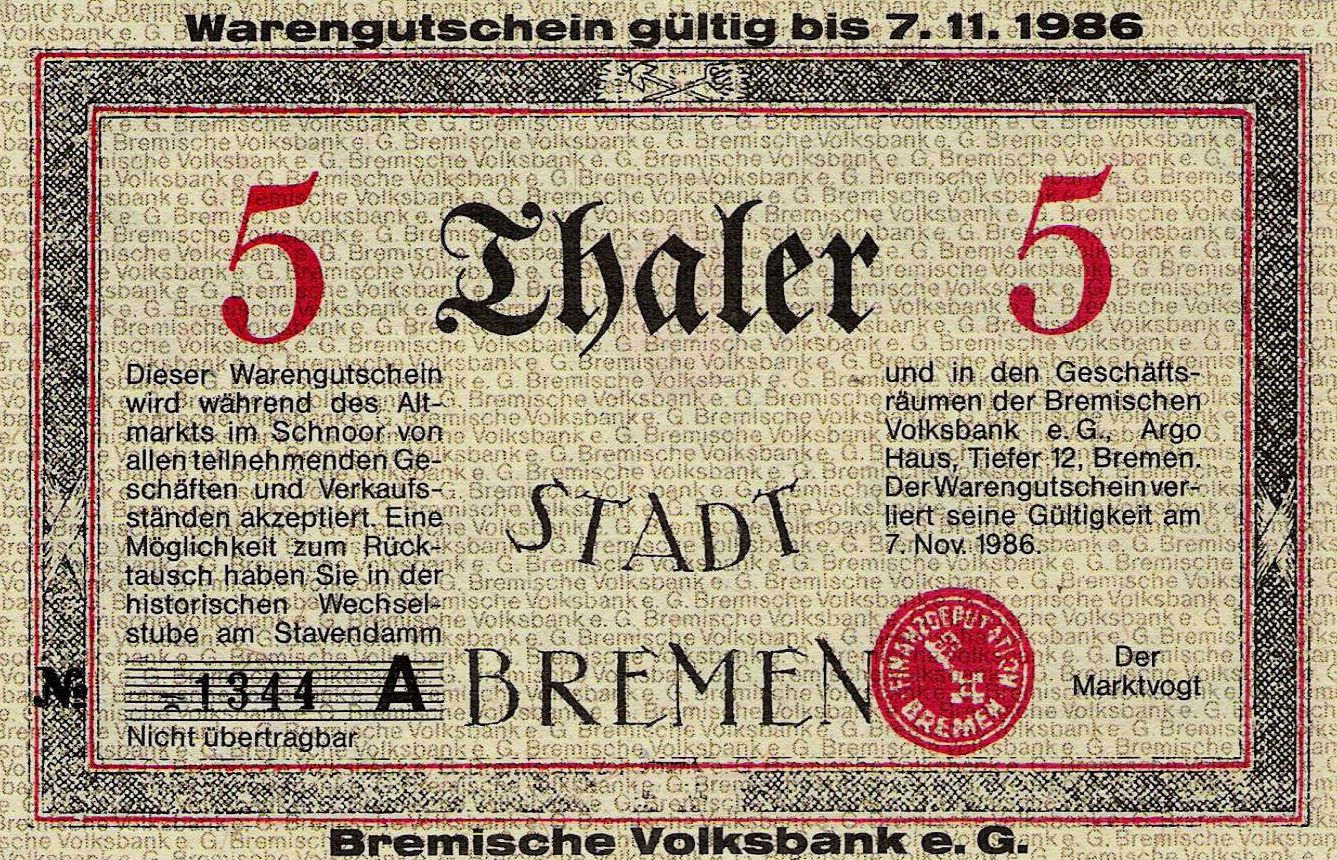 Warengutschein gültig bis 7. 11. 1986
5 Thaler 5
Dieser Warengutschein
wird während des Alt-
markts im Schnoor von
allen teilnehmenden Ge-
schäften und Verkaufs-
ständen akzeptiert. Eine
Möglichkeit zum Rück-
tausch haben Sie in der
historischen Wechsel-
stube am Stavendamm
und in den Geschäfts-
räumen der Bremischen
Volksbank e. G., Argo
Haus, Tiefer 12, Bremen.
Der Warengutschein ver-
liert seine Gültigkeit am
7. Nov. 1986.
STADT
BREMEN
FINANZDEPUTATION
BREMEN
Der
Marktvogt
№ 1344 A
Nicht übertragbar
Bremische Volksbank e. G.